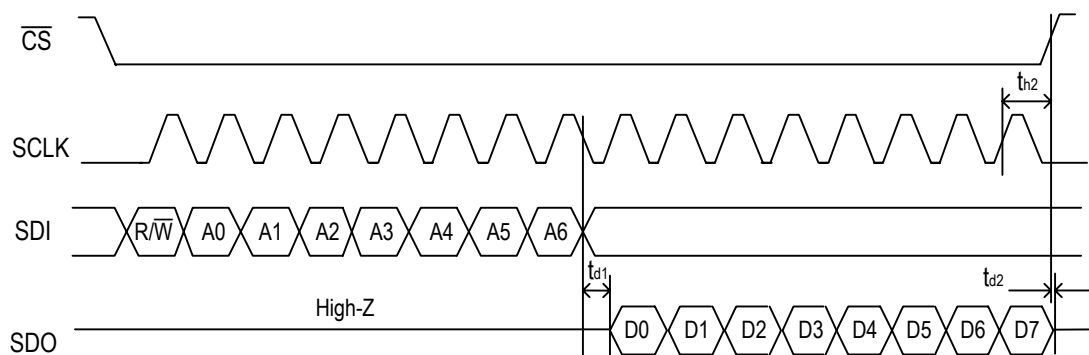 C̅S̅
th2
SCLK
SDI R/W̅ A0 A1 A2 A3 A4 A5 A6
td1 td2
High-Z
SDO D0 D1 D2 D3 D4 D5 D6 D7